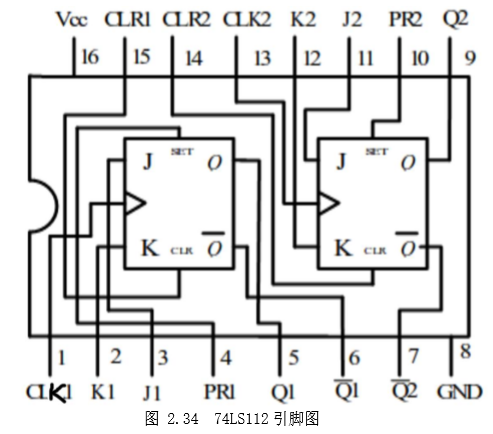 Vcc CLR1 CLR2 CLK2 K2 J2 PR2 Q2
16 15 14 13 12 11 10 9
J SET Q J SET Q
K CLR Q̅ K CLR Q̅
1 2 3 4 5 6 7 8
CLK1 K1 J1 PR1 Q1 Q̅1 Q̅2 GND
图 2.34 74LS112 引脚图